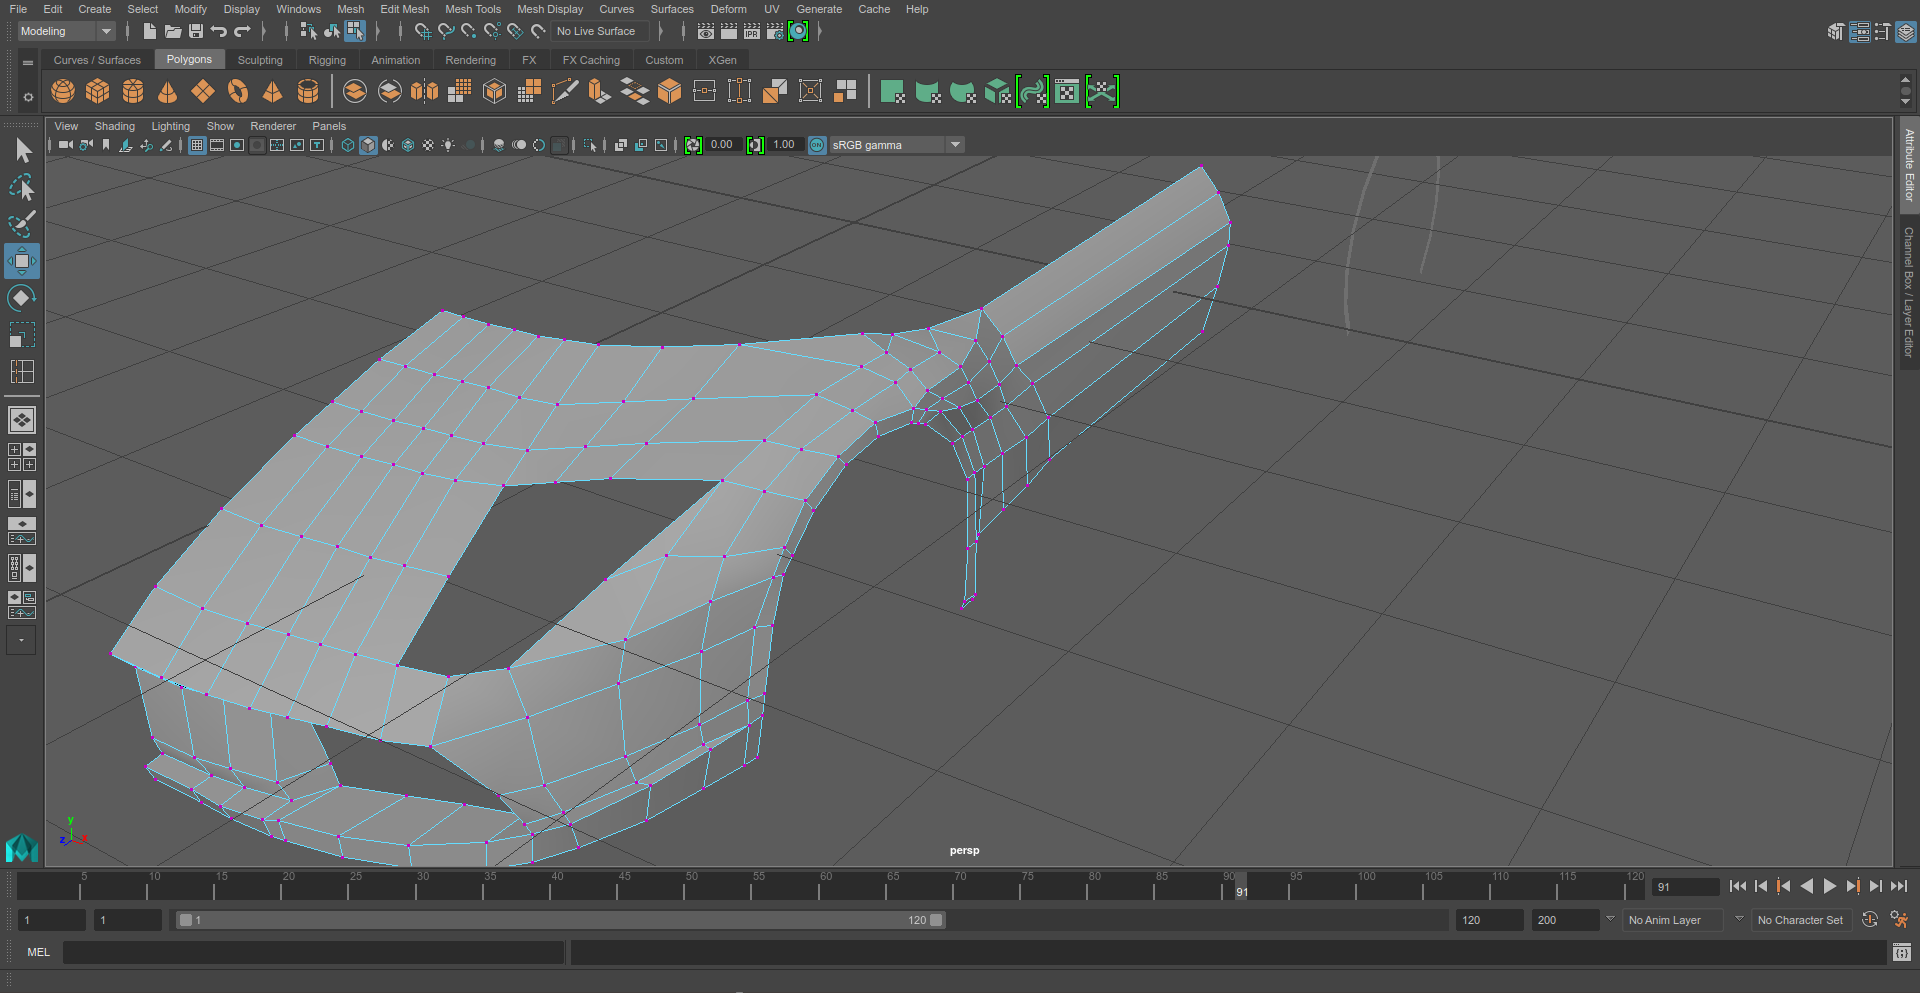 File Edit Create Select Modify Display Windows Mesh Edit Mesh Mesh Tools Mesh Display Curves Surfaces Deform UV Generate Cache Help
Modeling No Live Surface IPR
Curves / Surfaces Polygons Sculpting Rigging Animation Rendering FX FX Caching Custom XGen
View Shading Lighting Show Renderer Panels
0.00 1.00 ON sRGB gamma
Attribute Editor
Channel Box / Layer Editor
y
z x
persp
5 10 15 20 25 30 35 40 45 50 55 60 65 70 75 80 85 90 95 100 105 110 115 120
91 91
1 1 1 120 120 200 No Anim Layer No Character Set
MEL